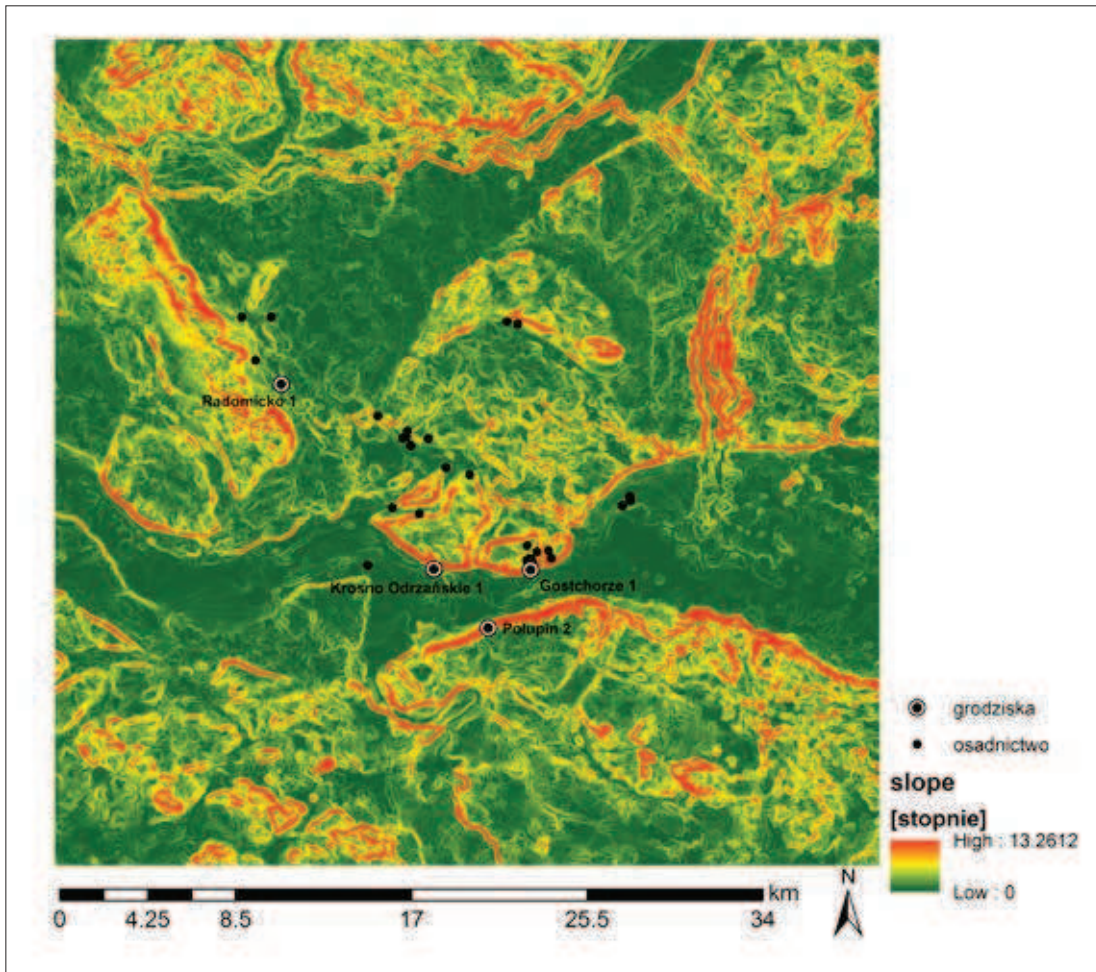 Radomicko 1
Krosno Odrzańskie 1
Gostchorze 1
Połupin 2
grodziska
osadnictwo
slope
[stopnie]
High : 13.2612
Low : 0
N
km
0 4.25 8.5 17 25.5 34